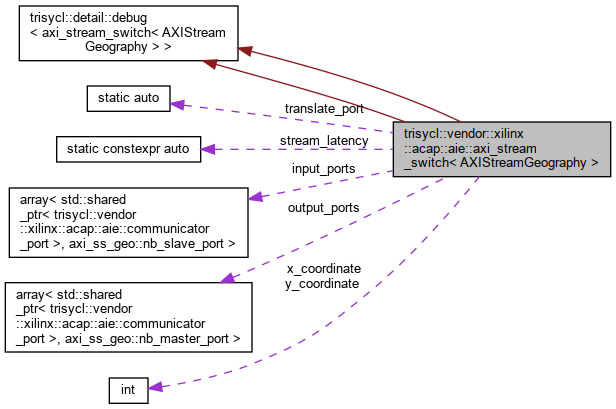 trisycl::detail::debug
< axi_stream_switch< AXIStream
Geography > >
static auto
translate_port
trisycl::vendor::xilinx
::acap::aie::axi_stream
_switch< AXIStreamGeography >
static constexpr auto
stream_latency
input_ports
array< std::shared
_ptr< trisycl::vendor
::xilinx::acap::aie::communicator
_port >, axi_ss_geo::nb_slave_port >
output_ports
x_coordinate
y_coordinate
array< std::shared
_ptr< trisycl::vendor
::xilinx::acap::aie::communicator
_port >, axi_ss_geo::nb_master_port >
int